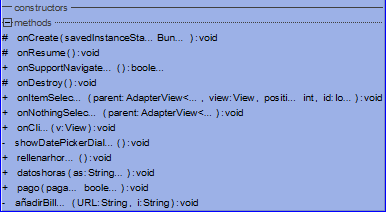 constructors
methods
# onCreate(savedInstanceSta... Bun... ):void
# onResume():void
+ onSupportNavigate... ():boole...
# onDestroy():void
+ onItemSelec... (parent:AdapterView<... , view:View, positi... int, id:lo... ):void
+ onNothingSelec... (parent:AdapterView<... ):void
+ onCli... (v:View):void
- showDatePickerDial... ():void
+ rellenarhor... ():void
+ datoshoras(as:String... ):void
+ pago(paga... boole... ):void
- añadirBill... (URL:String, i:String):void